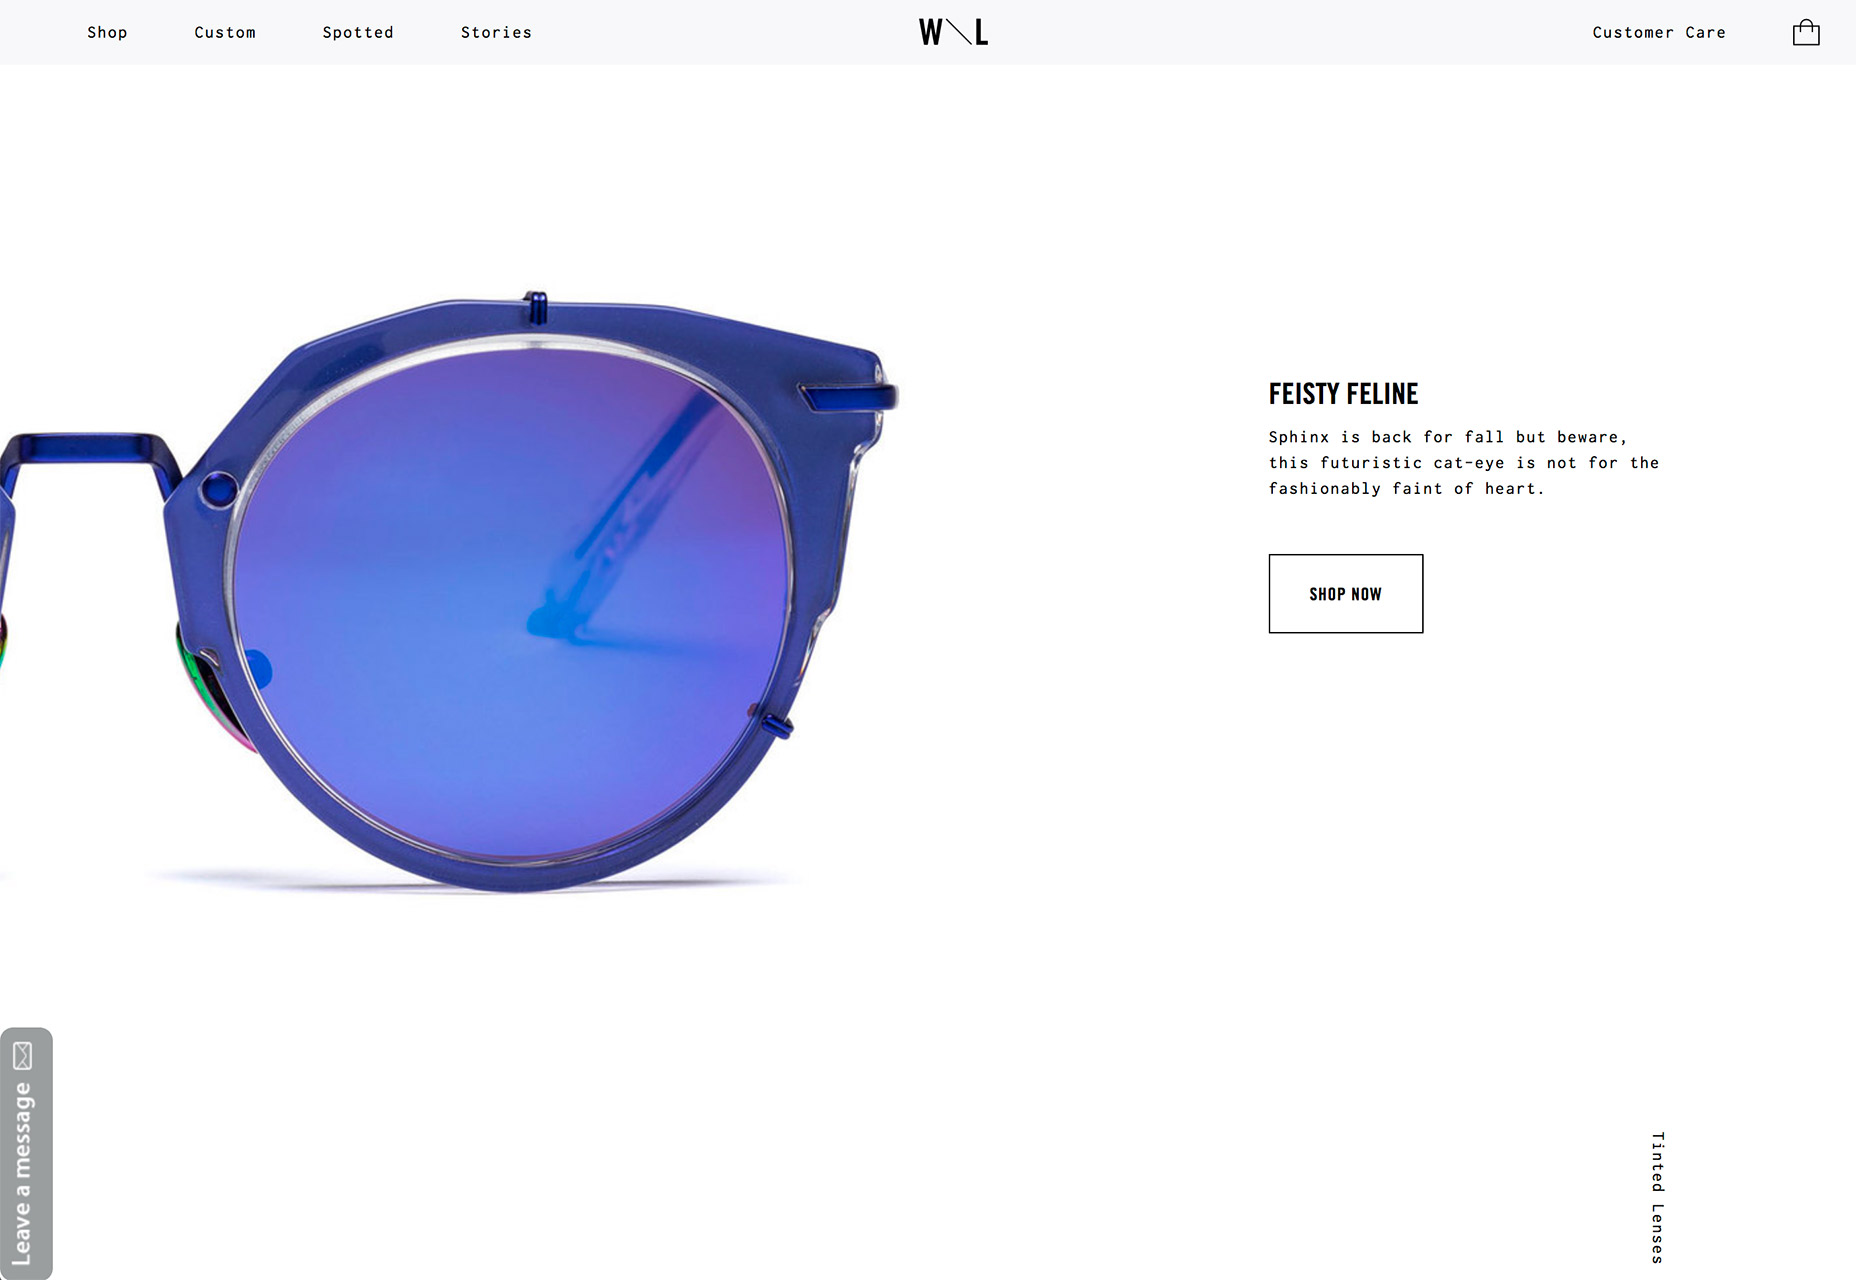 Shop
Custom
Spotted
Stories
W\L
Customer Care
FEISTY FELINE
Sphinx is back for fall but beware,
this futuristic cat-eye is not for the
fashionably faint of heart.
SHOP NOW
Leave a message
Tinted Lenses